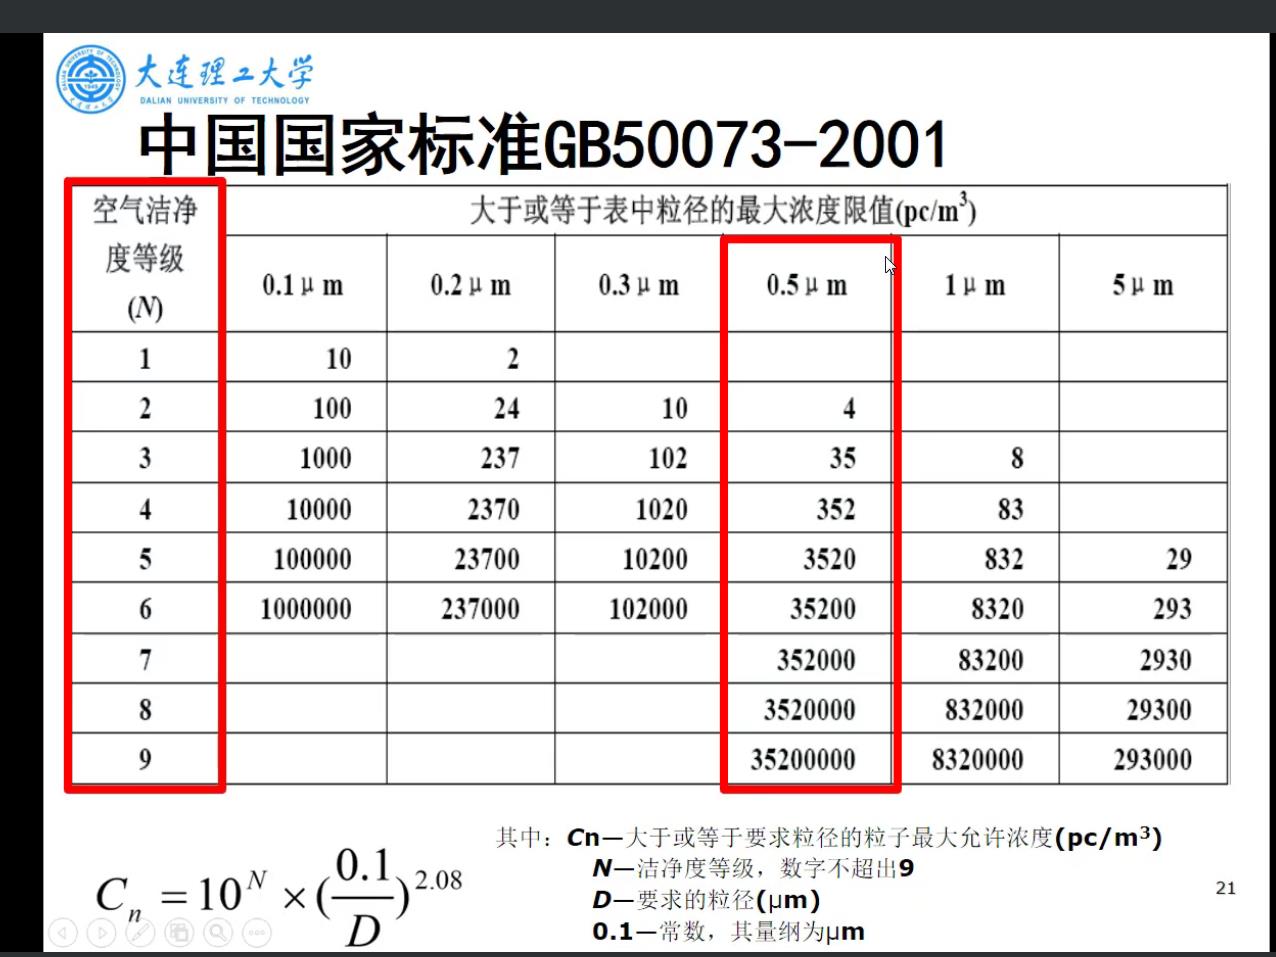 大连理工大学
DALIAN UNIVERSITY OF TECHNOLOGY
中国国家标准GB50073-2001
空气洁净度等级(N) 大于或等于表中粒径的最大浓度限值(pc/m³)
0.1μm 0.2μm 0.3μm 0.5μm 1μm 5μm
1 10 2
2 100 24 10 4
3 1000 237 102 35 8
4 10000 2370 1020 352 83
5 100000 23700 10200 3520 832 29
6 1000000 237000 102000 35200 8320 293
7 352000 83200 2930
8 3520000 832000 29300
9 35200000 8320000 293000
Cn = 10^N × (0.1/D)^2.08
其中：Cn—大于或等于要求粒径的粒子最大允许浓度(pc/m³)
N—洁净度等级，数字不超出9
D—要求的粒径(μm)
0.1—常数，其量纲为μm
21